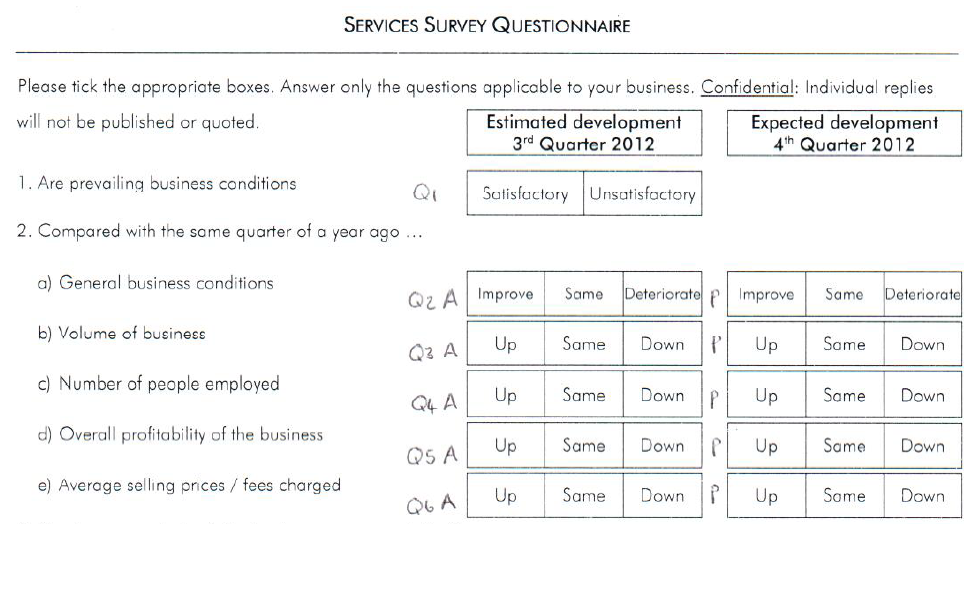 SERVICES SURVEY QUESTIONNAIRE
Please tick the appropriate boxes. Answer only the questions applicable to your business. Confidential: Individual replies
will not be published or quoted.
Estimated development Expected development
3rd Quarter 2012 4th Quarter 2012
1. Are prevailing business conditions Q1 Satisfactory Unsatisfactory
2. Compared with the same quarter of a year ago ...
a) General business conditions Q2 A Improve Same Deteriorate P Improve Same Deteriorate
b) Volume of business Q3 A Up Same Down P Up Same Down
c) Number of people employed Q4 A Up Same Down P Up Same Down
d) Overall profitability of the business Q5 A Up Same Down P Up Same Down
e) Average selling prices / fees charged Q6 A Up Same Down P Up Same Down